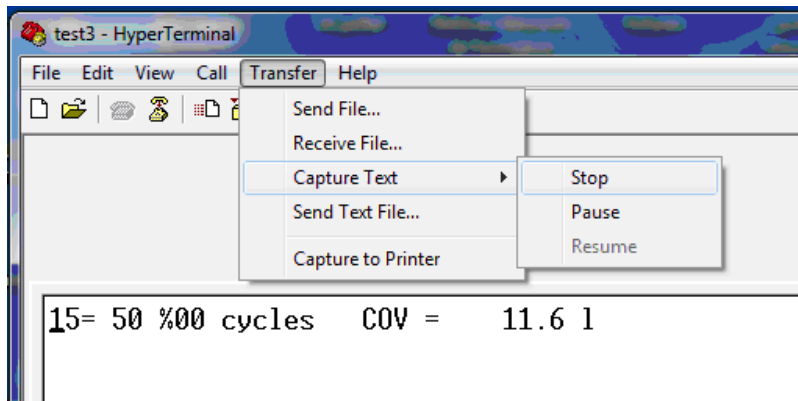 test3 - HyperTerminal
File Edit View Call Transfer Help
Send File...
Receive File...
Capture Text
Send Text File...
Capture to Printer
Stop
Pause
Resume
15= 50 %00 cycles COV = 11.6 l